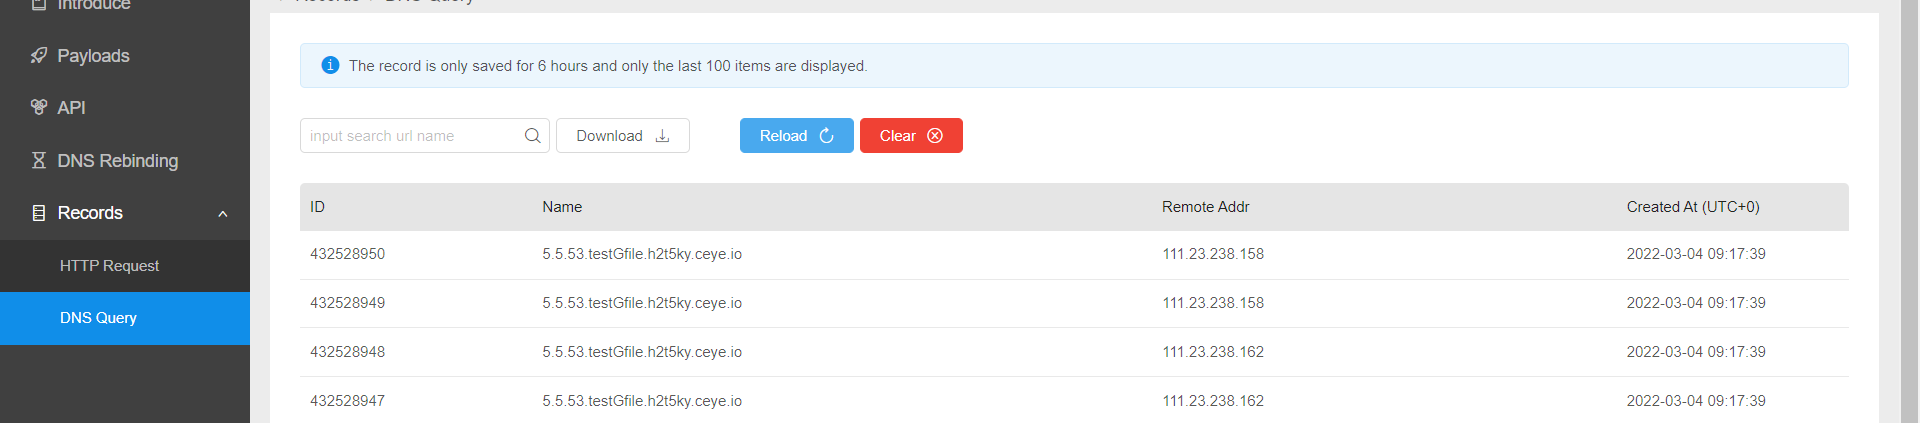 Introduce
Payloads
API
DNS Rebinding
Records
HTTP Request
DNS Query
The record is only saved for 6 hours and only the last 100 items are displayed.
input search url name Download Reload Clear
ID Name Remote Addr Created At (UTC+0)
432528950 5.5.53.testGfile.h2t5ky.ceye.io 111.23.238.158 2022-03-04 09:17:39
432528949 5.5.53.testGfile.h2t5ky.ceye.io 111.23.238.158 2022-03-04 09:17:39
432528948 5.5.53.testGfile.h2t5ky.ceye.io 111.23.238.162 2022-03-04 09:17:39
432528947 5.5.53.testGfile.h2t5ky.ceye.io 111.23.238.162 2022-03-04 09:17:39